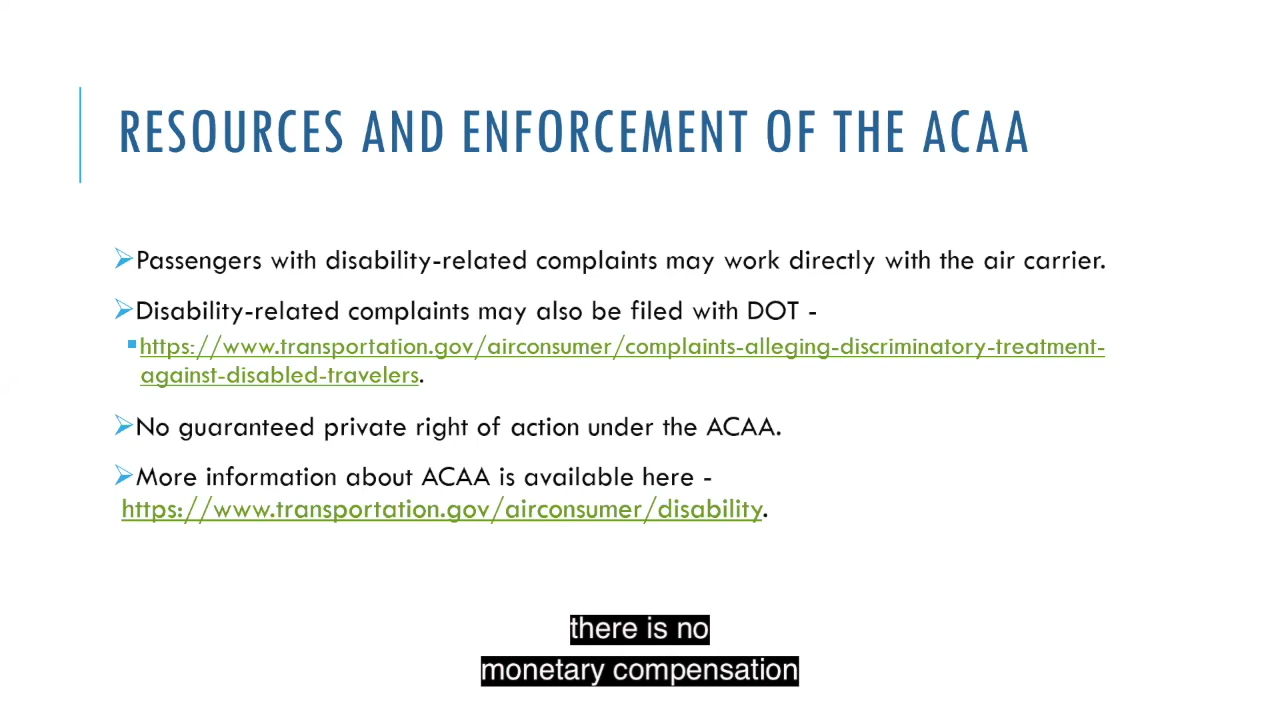 RESOURCES AND ENFORCEMENT OF THE ACAA
Passengers with disability-related complaints may work directly with the air carrier.
Disability-related complaints may also be filed with DOT -
https://www.transportation.gov/airconsumer/complaints-alleging-discriminatory-treatment-
against-disabled-travelers.
No guaranteed private right of action under the ACAA.
More information about ACAA is available here -
https://www.transportation.gov/airconsumer/disability.
there is no
monetary compensation